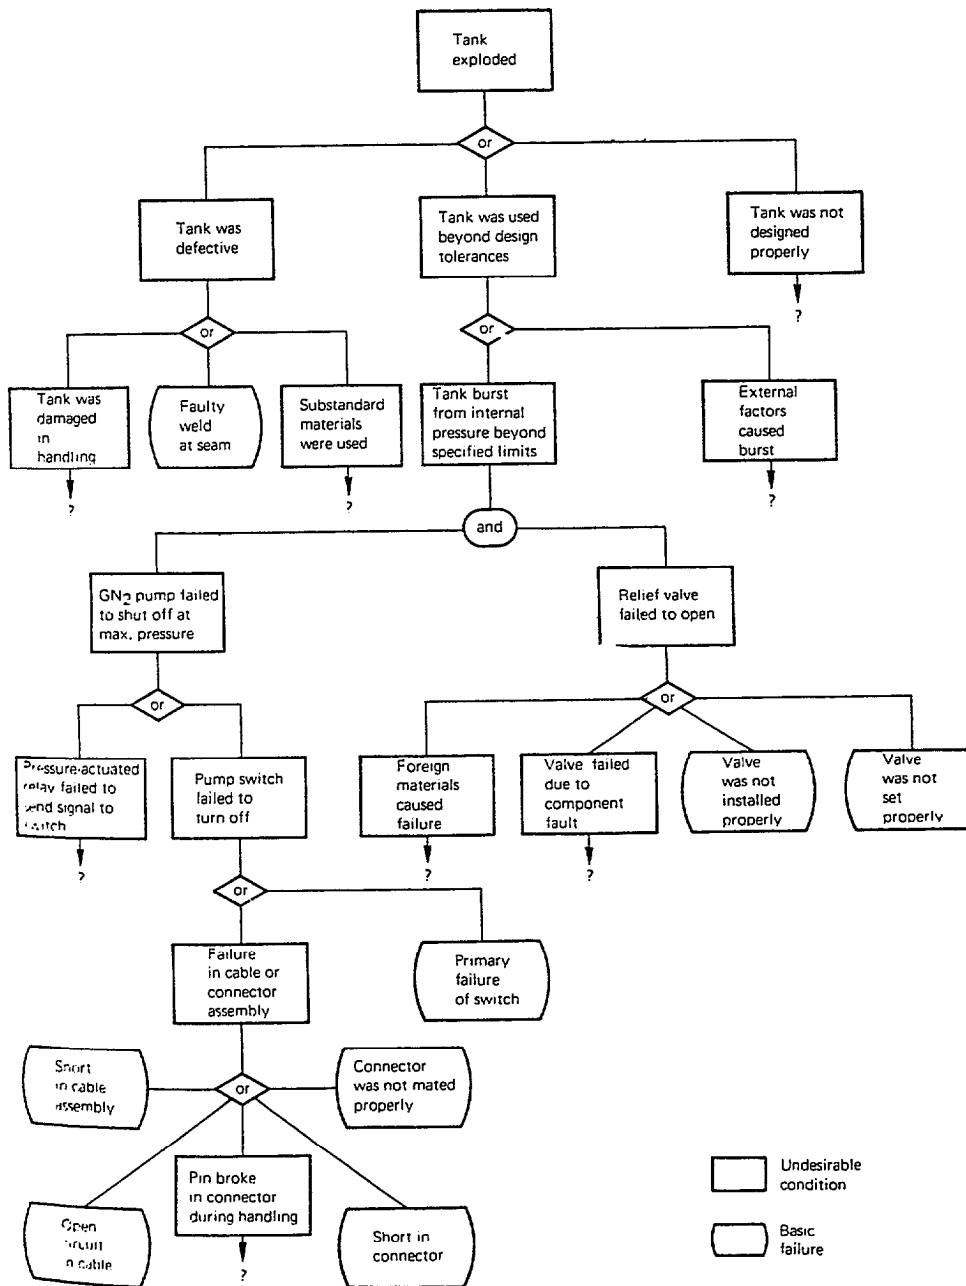 Tank
exploded
or
Tank was
defective
Tank was used
beyond design
tolerances
Tank was not
designed
properly
?
or
or
Tank was
damaged
in
handling
?
Faulty
weld
at seam
Substandard
materials
were used
?
Tank burst
from internal
pressure beyond
specified limits
External
factors
caused
burst
?
and
GN2 pump failed
to shut off at
max. pressure
Relief valve
failed to open
or
or
Pressure-actuated
relay failed to
send signal to
switch
?
Pump switch
failed to
turn off
Foreign
materials
caused
failure
?
Valve failed
due to
component
fault
?
Valve
was not
installed
properly
Valve
was not
set
properly
or
Failure
in cable or
connector
assembly
Primary
failure
of switch
Short
in cable
assembly
or
Connector
was not mated
properly
Open
circuit
in cable
Pin broke
in connector
during handling
?
Short in
connector
Undesirable
condition
Basic
failure